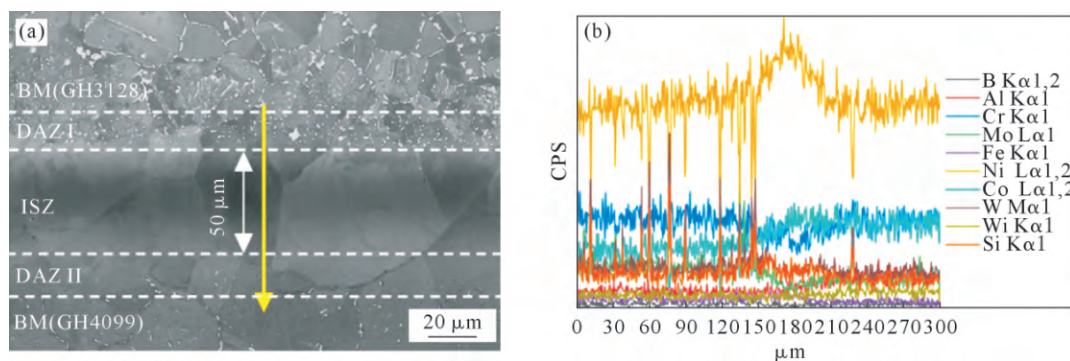 (a)
BM(GH3128)
DAZ I
ISZ
50 μm
DAZ II
BM(GH4099)
20 μm
(b)
CPS
B Kα1,2
Al Kα1
Cr Kα1
Mo Lα1
Fe Kα1
Ni Lα1,2
Co Lα1,2
W Mα1
Wi Kα1
Si Kα1
0 30 60 90 120 150 180 210 240 270 300
μm